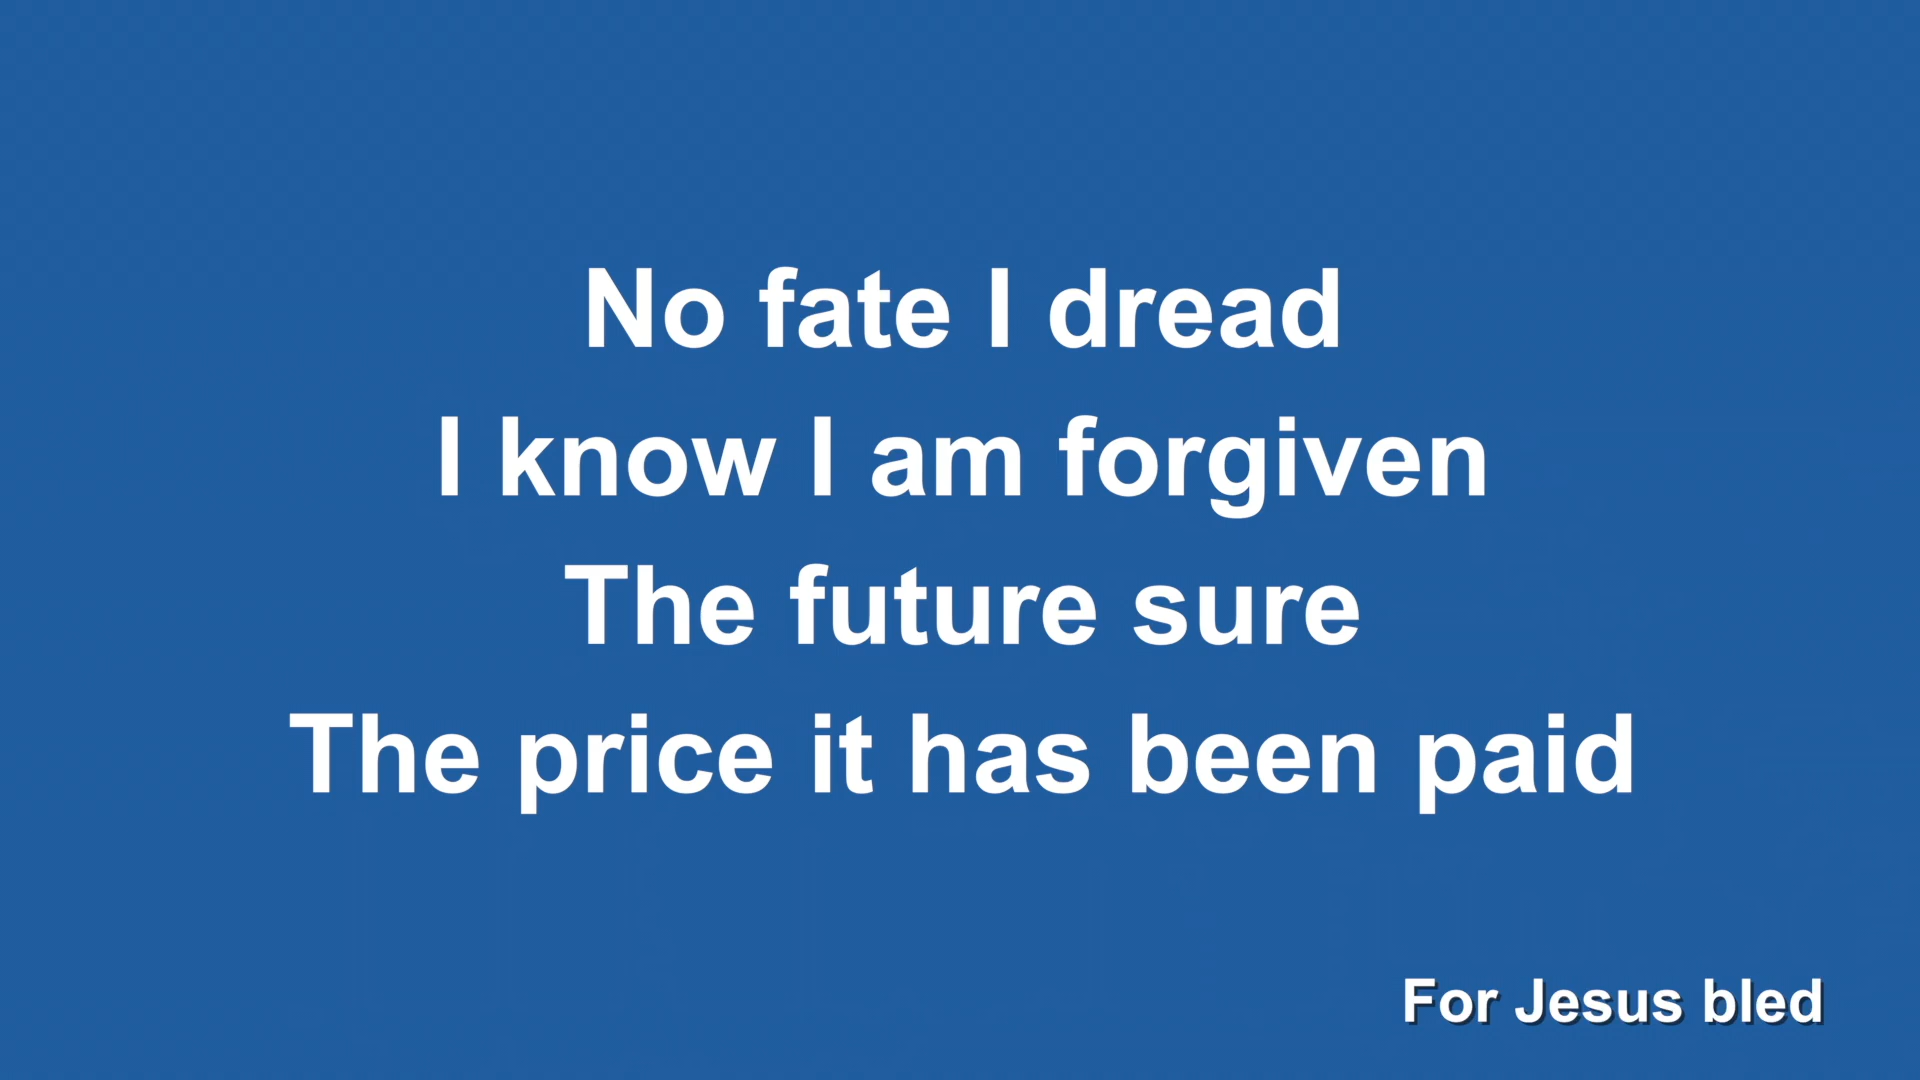 No fate I dread
I know I am forgiven
The future sure
The price it has been paid
For Jesus bled